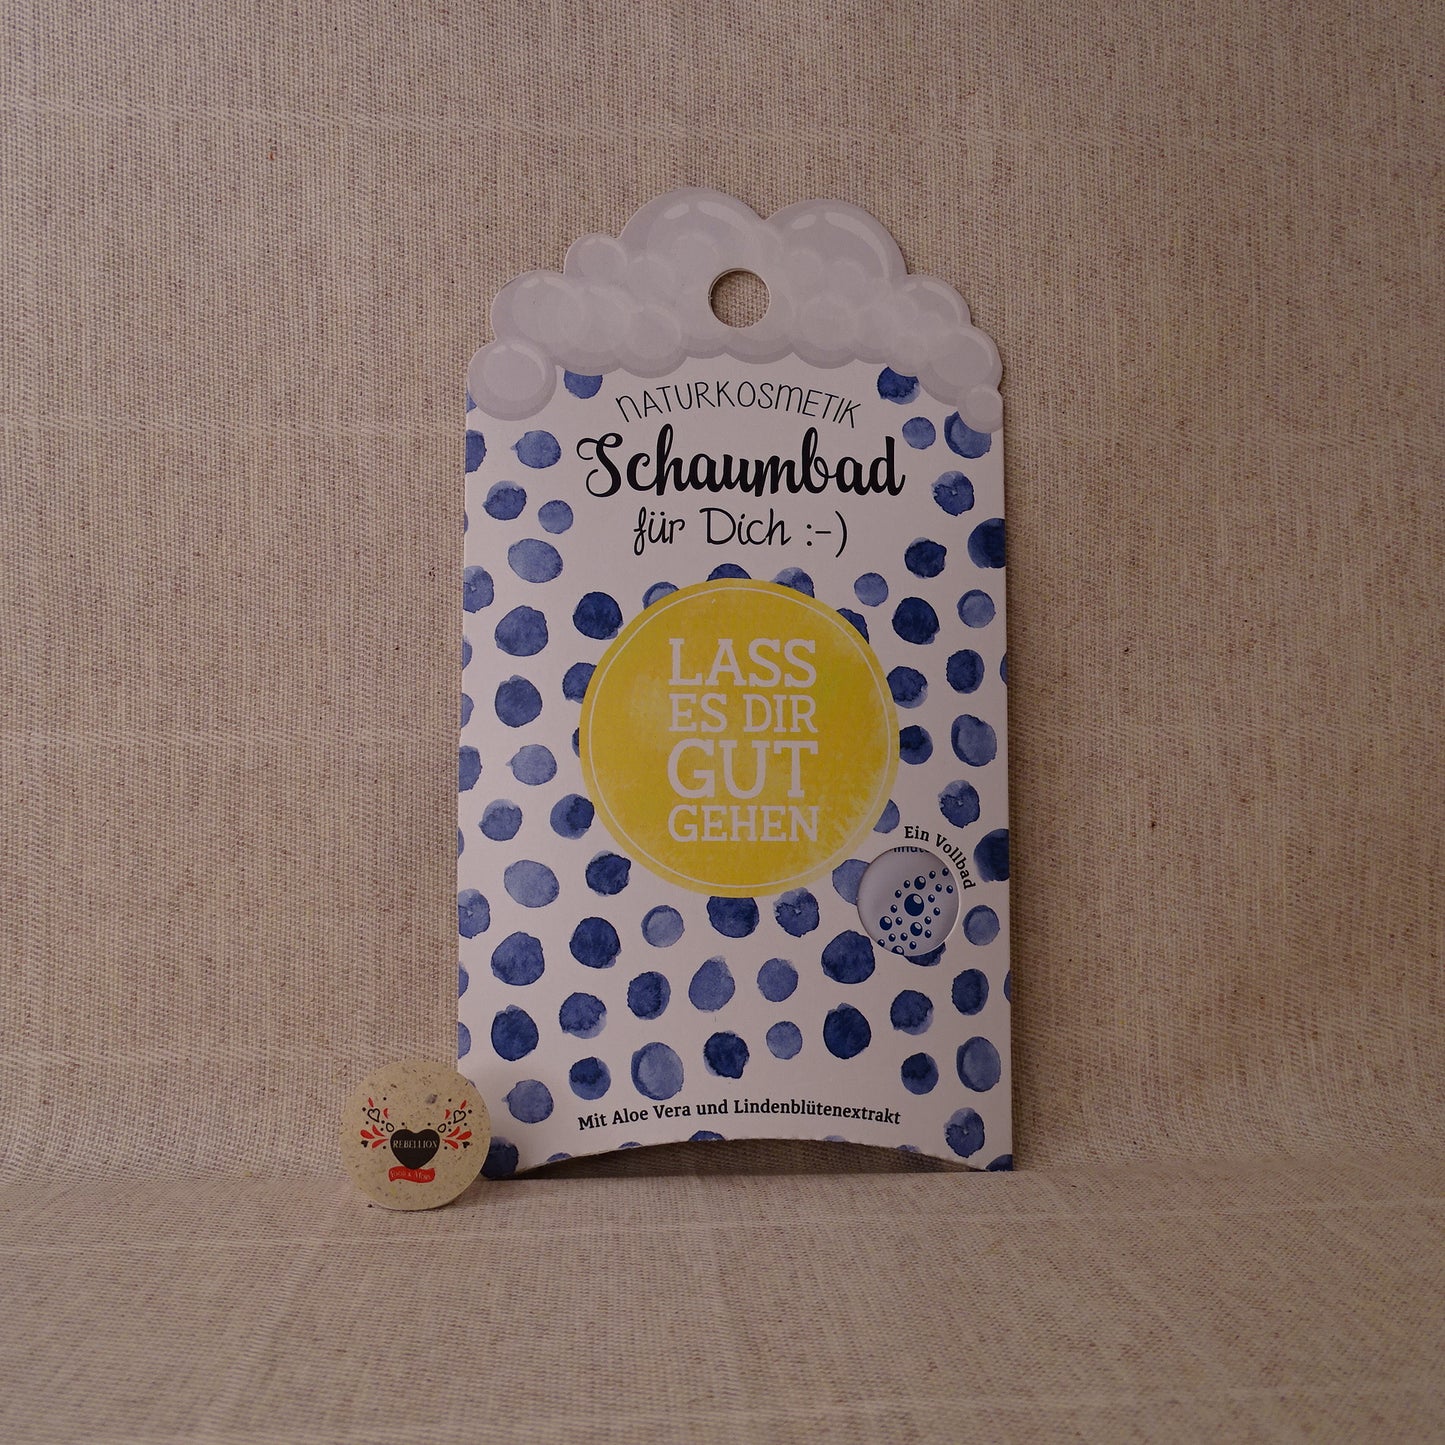 NATURKOSMETIK
Schaumbad
für Dich :-)
LASS
ES DIR
GUT
GEHEN
Ein Vollbad
Mit Aloe Vera und Lindenblütenextrakt
REBELLION